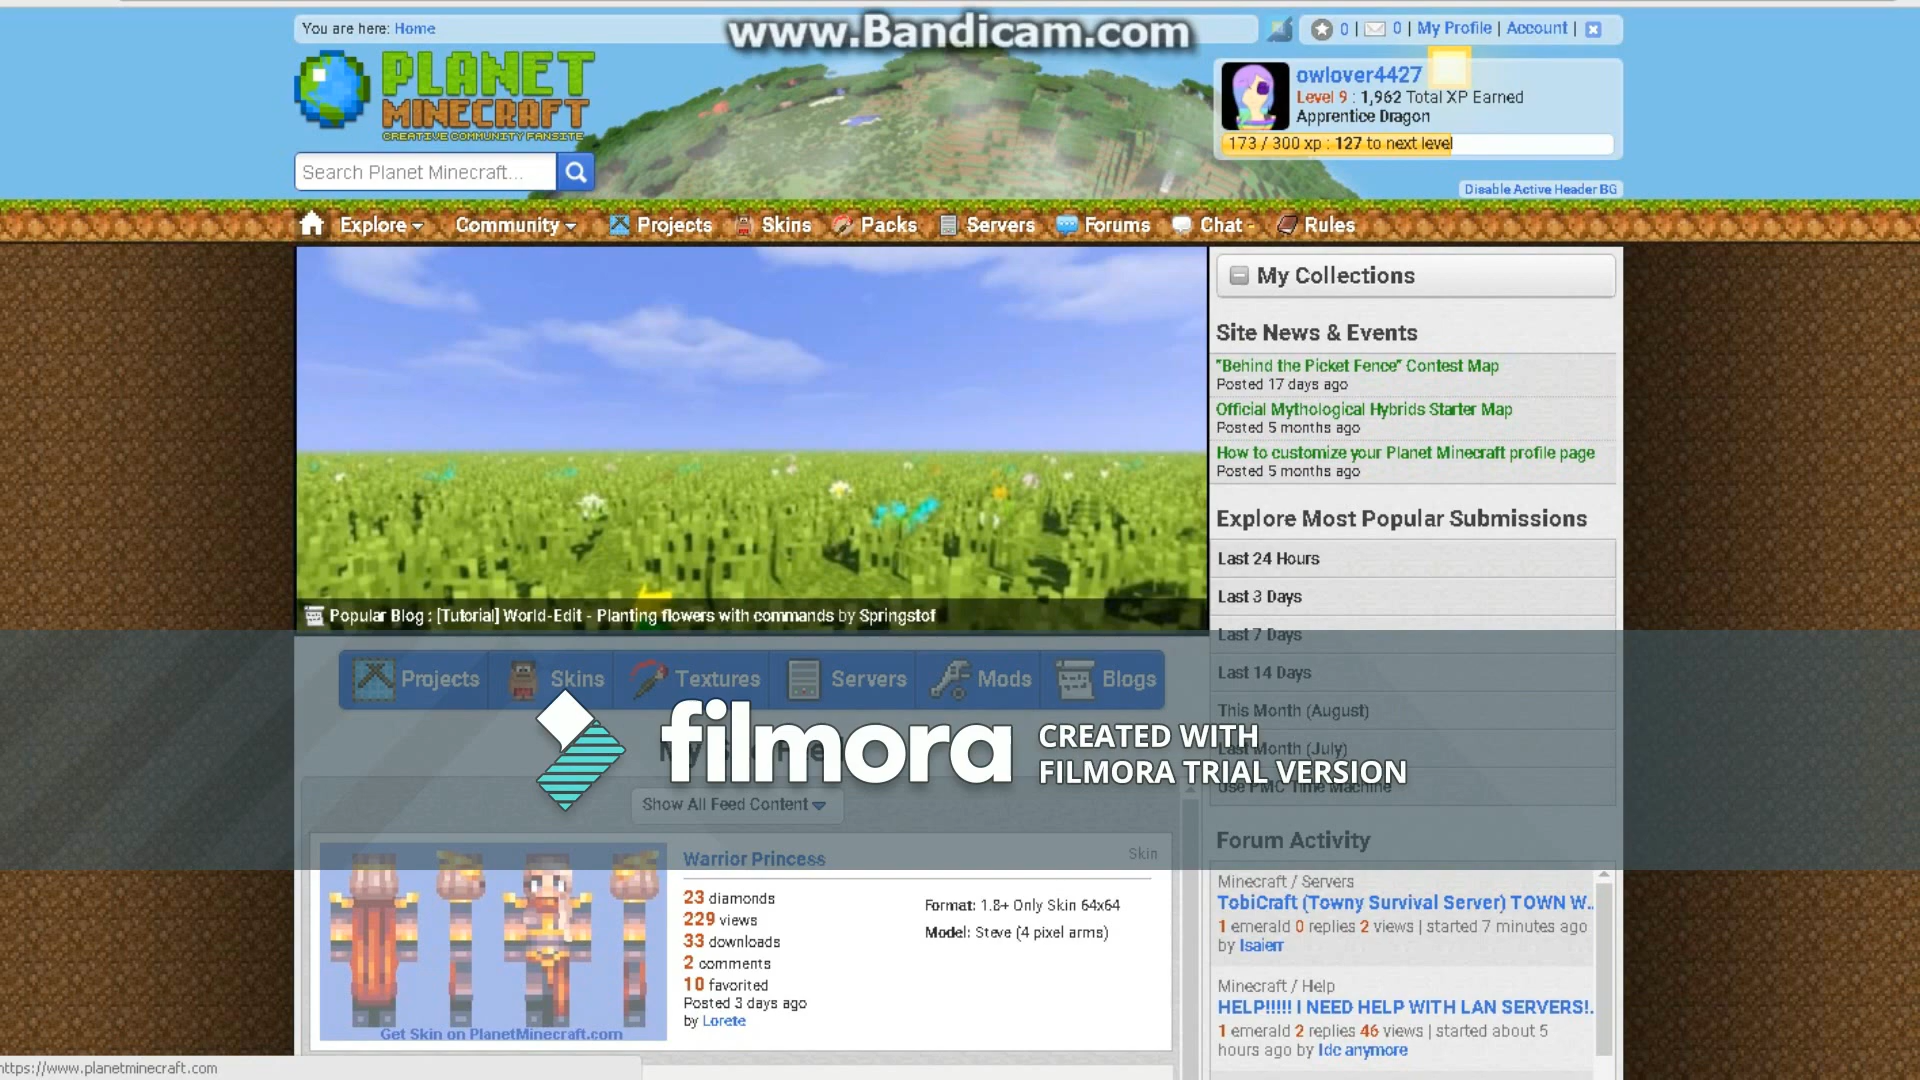 You are here: Home
www.Bandicam.com
0 | 0 | My Profile | Account |
PLANET
MINECRAFT
CREATIVE COMMUNITY FANSITE
owlover4427
Level 9 : 1,962 Total XP Earned
Apprentice Dragon
173 / 300 xp : 127 to next level
Search Planet Minecraft...
Disable Active Header BG
Explore Community Projects Skins Packs Servers Forums Chat - Rules
My Collections
Site News & Events
"Behind the Picket Fence" Contest Map
Posted 17 days ago
Official Mythological Hybrids Starter Map
Posted 5 months ago
How to customize your Planet Minecraft profile page
Posted 5 months ago
Explore Most Popular Submissions
Last 24 Hours
Last 3 Days
Last 7 Days
Last 14 Days
This Month (August)
Last Month (July)
Use PMC Time Machine
Popular Blog : [Tutorial] World-Edit - Planting flowers with commands by Springstof
Projects Skins Textures Servers Mods Blogs
filmora
CREATED WITH
FILMORA TRIAL VERSION
Show All Feed Content
Warrior Princess
Skin
23 diamonds
229 views
33 downloads
2 comments
10 favorited
Posted 3 days ago
by Lorete
Format: 1.8+ Only Skin 64x64
Model: Steve (4 pixel arms)
Get Skin on PlanetMinecraft.com
Forum Activity
Minecraft / Servers
TobiCraft (Towny Survival Server) TOWN W..
1 emerald 0 replies 2 views | started 7 minutes ago
by Isaierr
Minecraft / Help
HELP!!!!! I NEED HELP WITH LAN SERVERS!.
1 emerald 2 replies 46 views | started about 5
hours ago by Idc anymore
https://www.planetminecraft.com